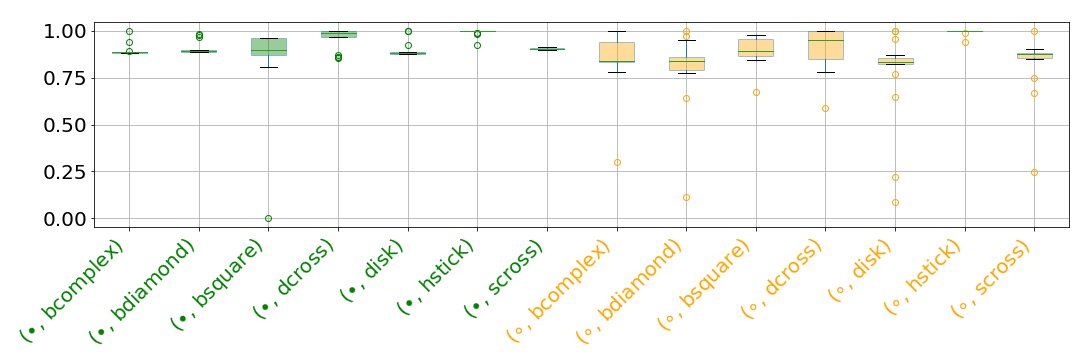 1.00
0.75
0.50
0.25
0.00
(•, bcomplex)
(•, bdiamond)
(•, bsquare)
(•, dcross)
(•, disk)
(•, hstick)
(•, scross)
(∘, bcomplex)
(∘, bdiamond)
(∘, bsquare)
(∘, dcross)
(∘, disk)
(∘, hstick)
(∘, scross)